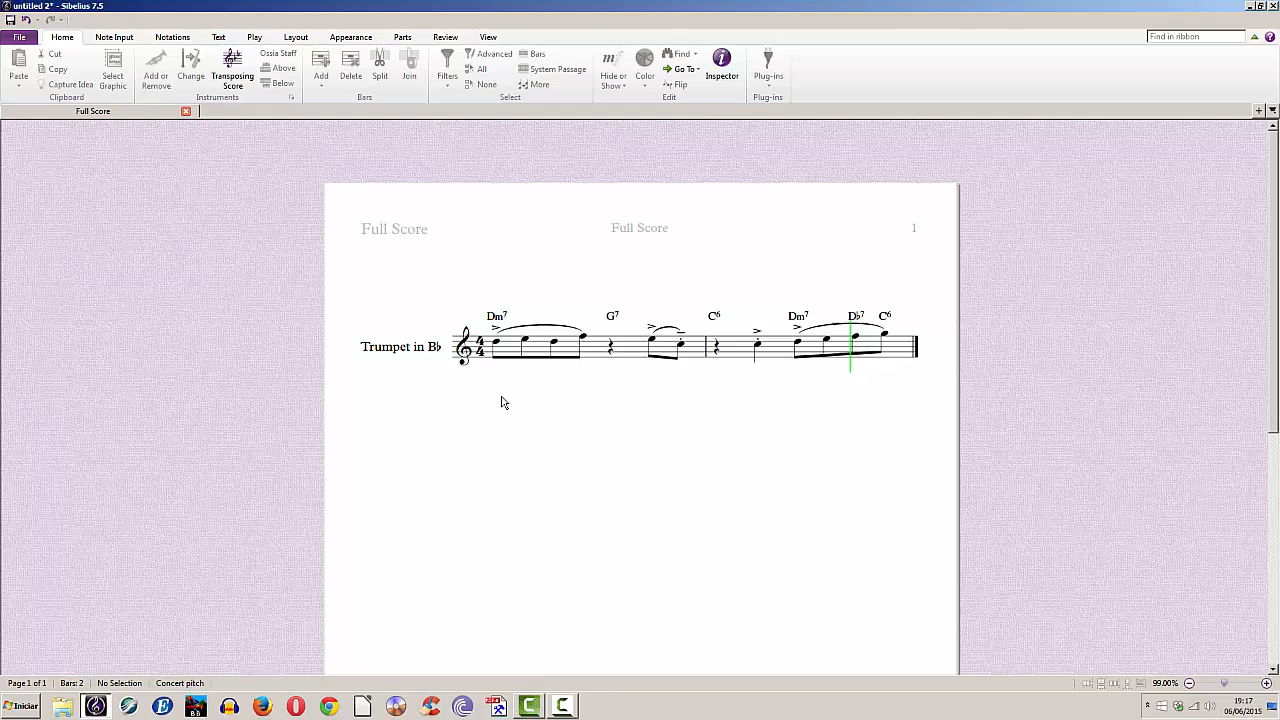 untitled 2* - Sibelius 7.5
File Home Note Input Notations Text Play Layout Appearance Parts Review View Find in ribbon
Paste Cut Copy Capture Idea Select Graphic Clipboard
Add or Remove Change Transposing Score Ossia Staff Above Below Instruments
Add Delete Split Join Bars
Filters Advanced All None Bars System Passage More Select
Hide or Show Color Find Go To Flip Inspector Edit
Plug-ins Plug-ins
Full Score
Full Score Full Score 1
Dm7 G7 C6 Dm7 D♭7 C6
Trumpet in B♭
Page 1 of 1 Bars: 2 No Selection Concert pitch 99.00%
Iniciar 19:17
06/06/2015